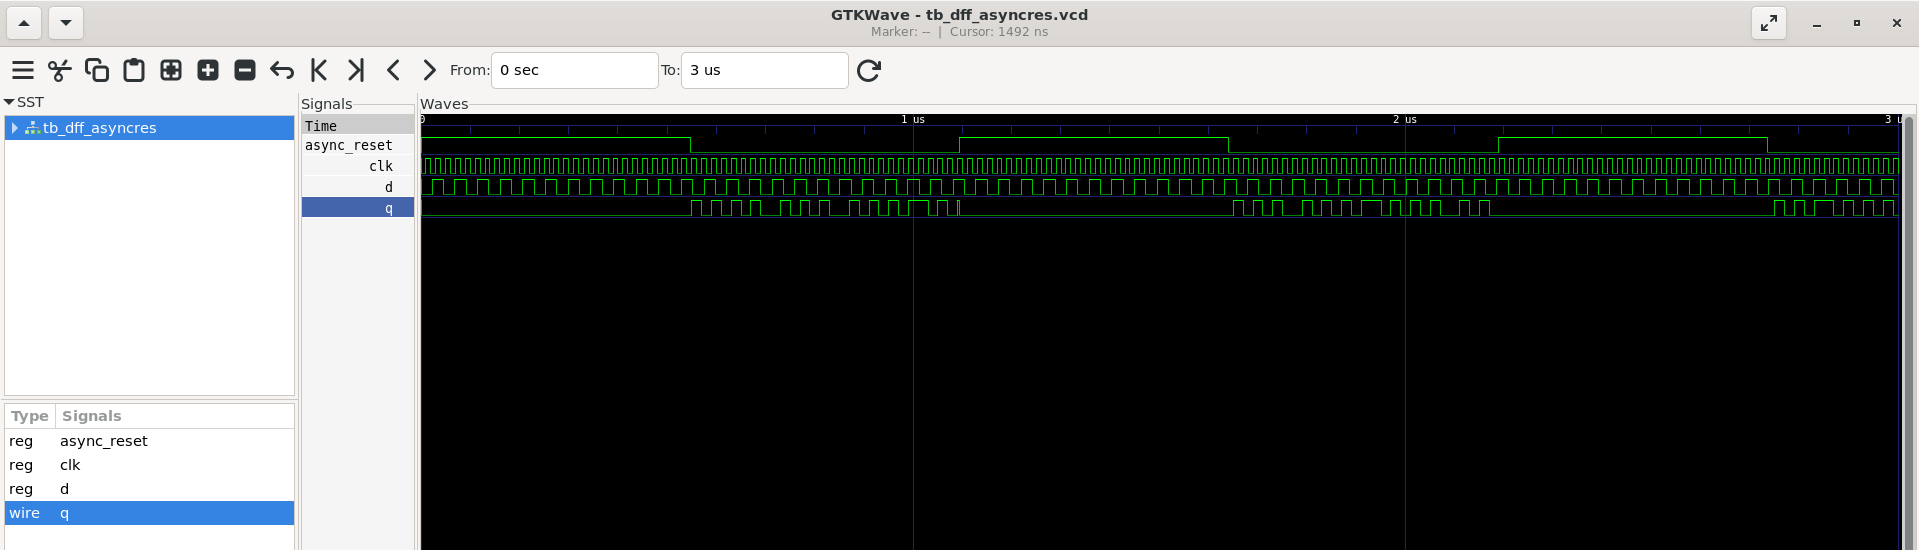 GTKWave - tb_dff_asyncres.vcd
Marker: -- | Cursor: 1492 ns
From: 0 sec To: 3 us
SST
Signals
Waves
tb_dff_asyncres
Time
0 1 us 2 us 3 u
async_reset
clk
d
q
Type Signals
reg async_reset
reg clk
reg d
wire q